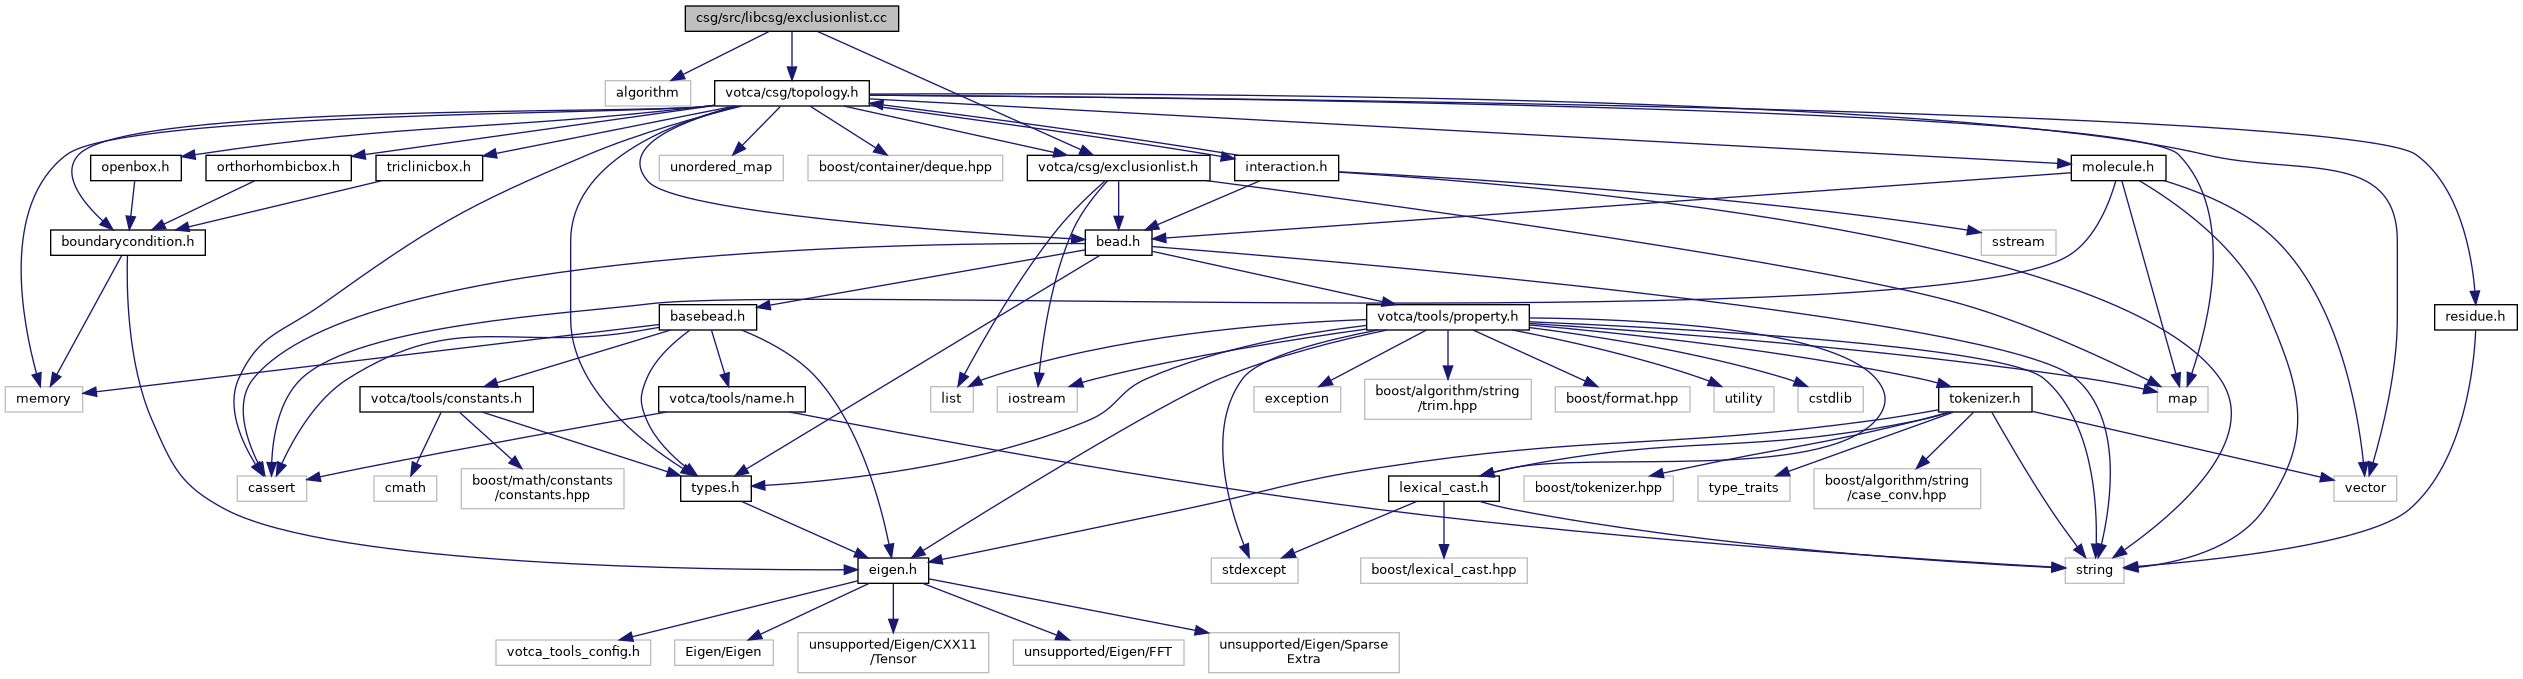 csg/src/libcsg/exclusionlist.cc
algorithm
votca/csg/topology.h
openbox.h
orthorhombicbox.h
triclinicbox.h
unordered_map
boost/container/deque.hpp
votca/csg/exclusionlist.h
interaction.h
molecule.h
boundarycondition.h
bead.h
sstream
basebead.h
votca/tools/property.h
residue.h
memory
votca/tools/constants.h
votca/tools/name.h
list
iostream
exception
boost/algorithm/string
/trim.hpp
boost/format.hpp
utility
cstdlib
tokenizer.h
map
cassert
cmath
boost/math/constants
/constants.hpp
types.h
lexical_cast.h
boost/tokenizer.hpp
type_traits
boost/algorithm/string
/case_conv.hpp
vector
eigen.h
stdexcept
boost/lexical_cast.hpp
string
votca_tools_config.h
Eigen/Eigen
unsupported/Eigen/CXX11
/Tensor
unsupported/Eigen/FFT
unsupported/Eigen/Sparse
Extra